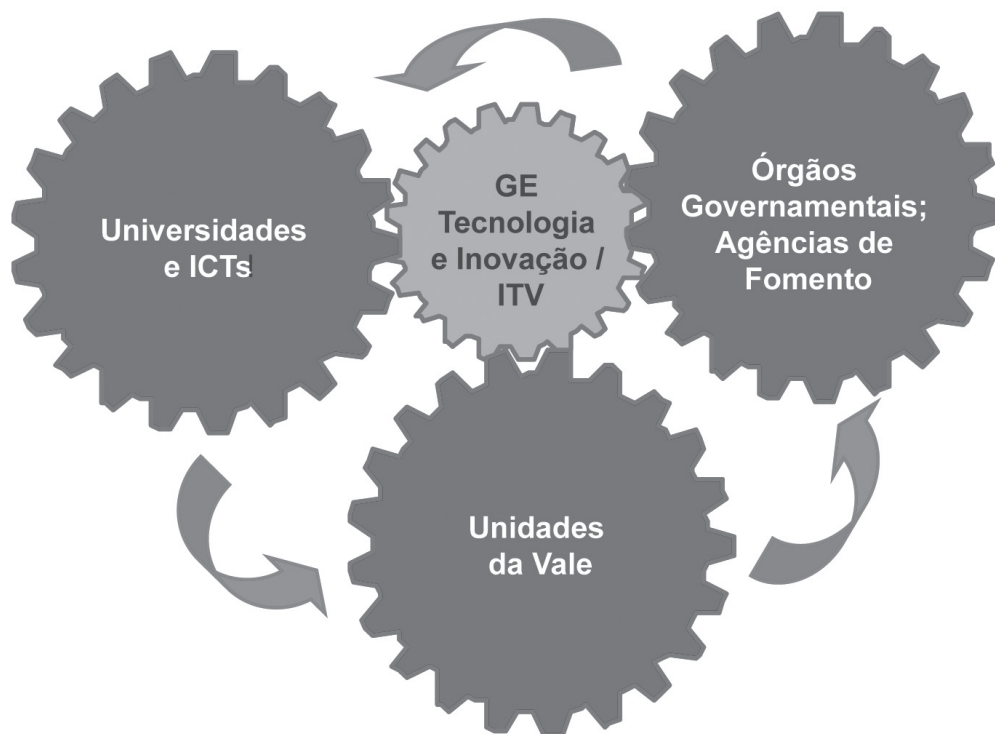 Universidades
e ICTs
GE
Tecnologia
e Inovação /
ITV
Órgãos
Governamentais;
Agências de
Fomento
Unidades
da Vale